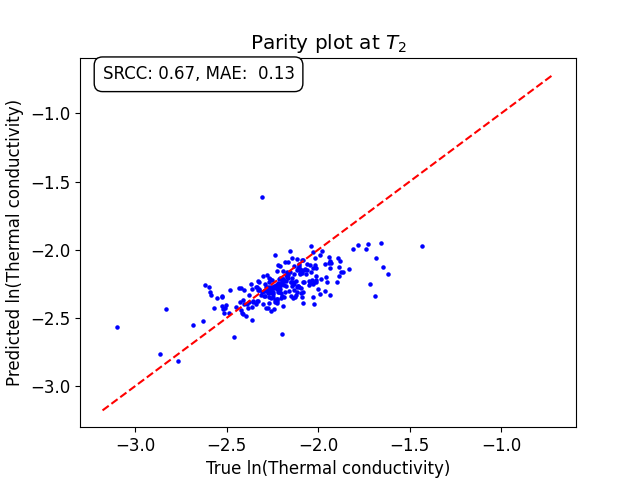 Parity plot at T₂
SRCC: 0.67, MAE:  0.13
Predicted ln(Thermal conductivity)
−1.0
−1.5
−2.0
−2.5
−3.0
−3.0 −2.5 −2.0 −1.5 −1.0
True ln(Thermal conductivity)